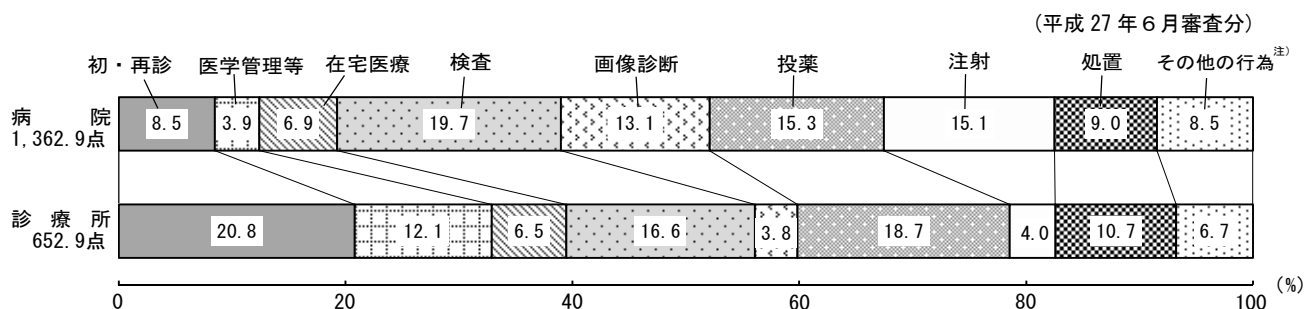 (平成 27 年６月審査分)
初・再診 医学管理等 在宅医療 検査 画像診断 投薬 注射 処置 その他の行為 注)
病院 8.5 3.9 6.9 19.7 13.1 15.3 15.1 9.0 8.5
1,362.9点
診療所 20.8 12.1 6.5 16.6 3.8 18.7 4.0 10.7 6.7
652.9点
0 20 40 60 80 100 (%)